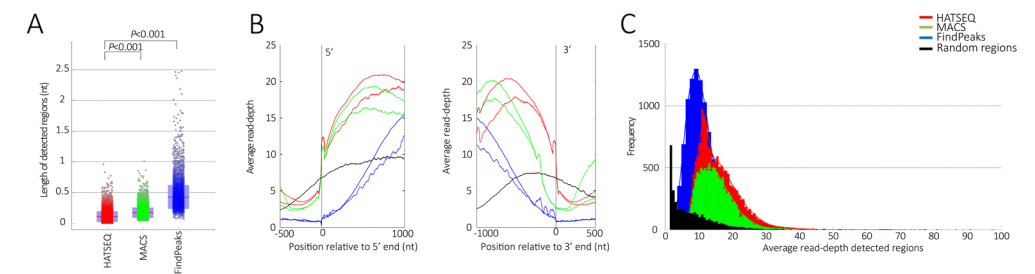 A
P<0.001
P<0.001
2.5
2
1.5
1
0.5
0
Length of detected regions (nt)
HATSEQ
MACS
FindPeaks
B
5’
25
20
15
10
5
0
Average read-depth
-500
0
1000
Position relative to 5’ end (nt)
3’
25
20
15
10
5
0
Average read-depth
-1000
0
500
Position relative to 3’ end (nt)
C
HATSEQ
MACS
FindPeaks
Random regions
1500
1000
500
0
Frequency
0 10 20 30 40 50 60 70 80 90 100
Average read-depth detected regions